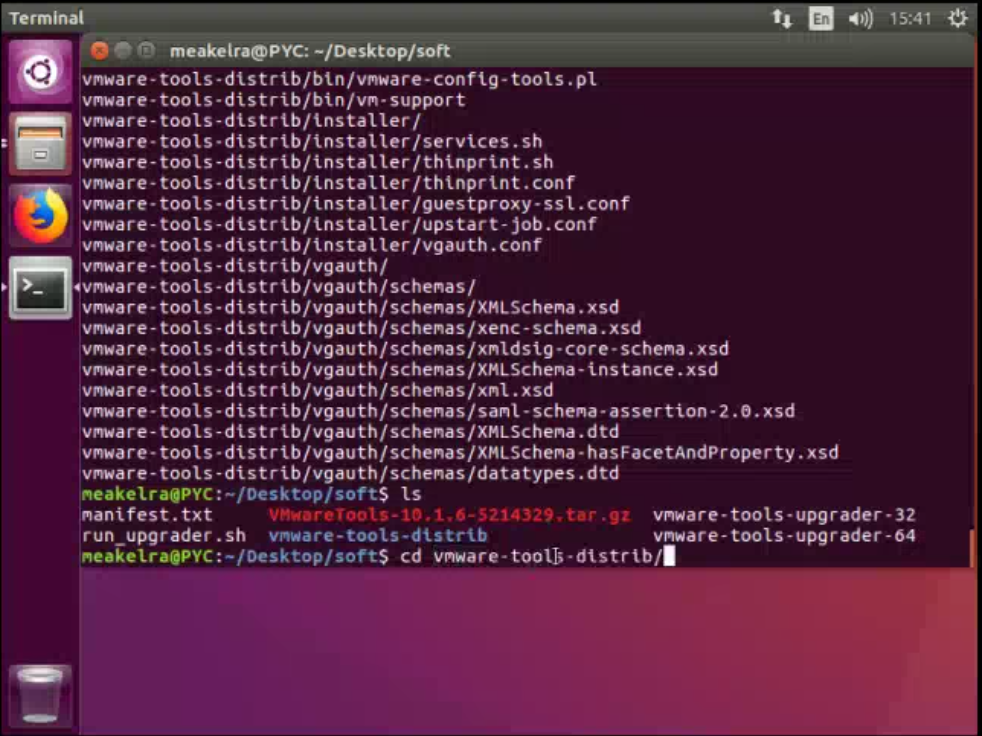 Terminal
En
15:41
meakelra@PYC: ~/Desktop/soft
vmware-tools-distrib/bin/vmware-config-tools.pl
vmware-tools-distrib/bin/vm-support
vmware-tools-distrib/installer/
vmware-tools-distrib/installer/services.sh
vmware-tools-distrib/installer/thinprint.sh
vmware-tools-distrib/installer/thinprint.conf
vmware-tools-distrib/installer/guestproxy-ssl.conf
vmware-tools-distrib/installer/upstart-job.conf
vmware-tools-distrib/installer/vgauth.conf
vmware-tools-distrib/vgauth/
vmware-tools-distrib/vgauth/schemas/
vmware-tools-distrib/vgauth/schemas/XMLSchema.xsd
vmware-tools-distrib/vgauth/schemas/xenc-schema.xsd
vmware-tools-distrib/vgauth/schemas/xmldsig-core-schema.xsd
vmware-tools-distrib/vgauth/schemas/XMLSchema-instance.xsd
vmware-tools-distrib/vgauth/schemas/xml.xsd
vmware-tools-distrib/vgauth/schemas/saml-schema-assertion-2.0.xsd
vmware-tools-distrib/vgauth/schemas/XMLSchema.dtd
vmware-tools-distrib/vgauth/schemas/XMLSchema-hasFacetAndProperty.xsd
vmware-tools-distrib/vgauth/schemas/datatypes.dtd
meakelra@PYC:~/Desktop/soft$ ls
manifest.txt VMwareTools-10.1.6-5214329.tar.gz vmware-tools-upgrader-32
run_upgrader.sh vmware-tools-distrib vmware-tools-upgrader-64
meakelra@PYC:~/Desktop/soft$ cd vmware-tools-distrib/